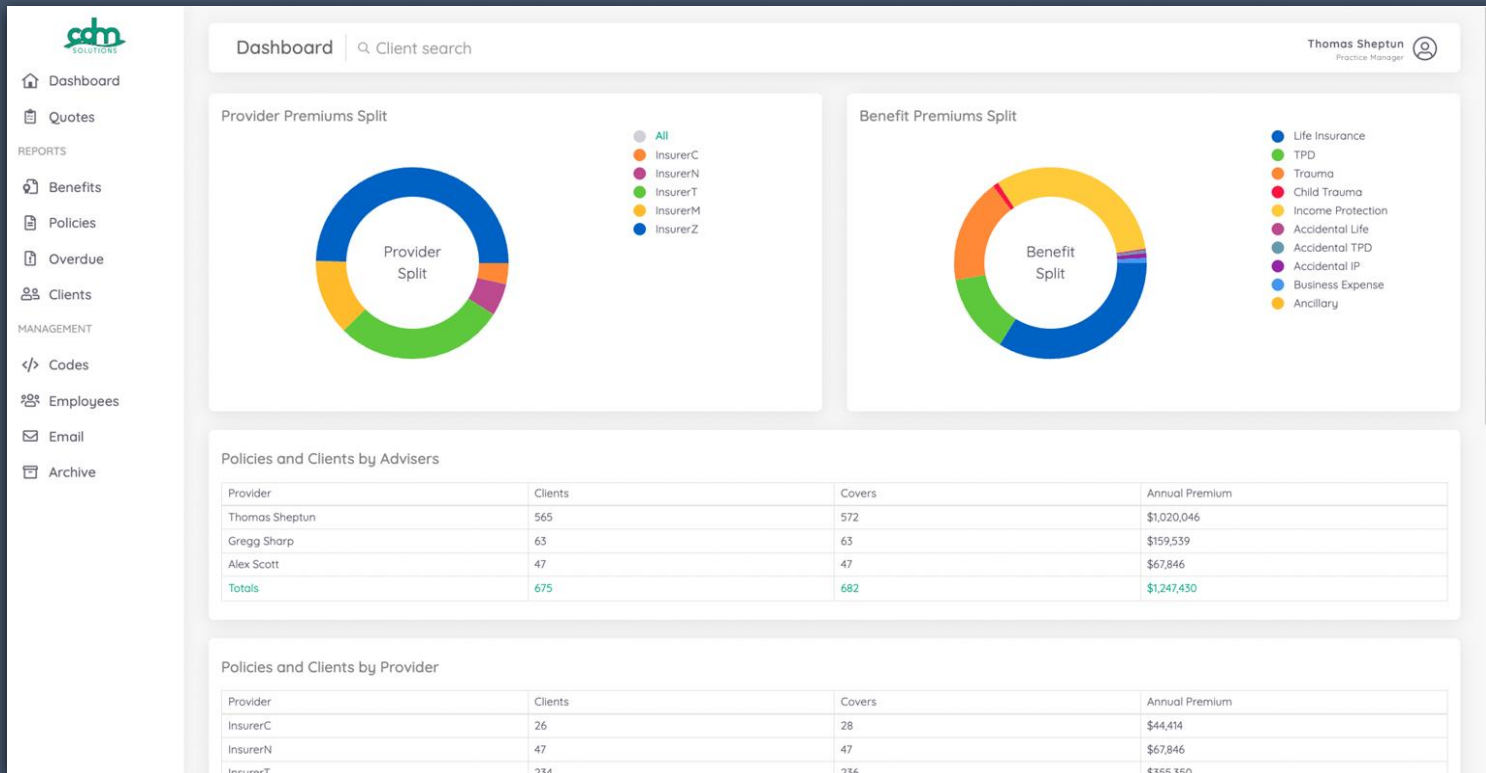 cdm
SOLUTIONS
Dashboard
Quotes
REPORTS
Benefits
Policies
Overdue
Clients
MANAGEMENT
Codes
Employees
Email
Archive
Dashboard Client search
Thomas Sheptun
Practice Manager
Provider Premiums Split
Provider
Split
All
InsurerC
InsurerN
InsurerT
InsurerM
InsurerZ
Benefit Premiums Split
Benefit
Split
Life Insurance
TPD
Trauma
Child Trauma
Income Protection
Accidental Life
Accidental TPD
Accidental IP
Business Expense
Ancillary
Policies and Clients by Advisers
Provider Clients Covers Annual Premium
Thomas Sheptun 565 572 $1,020,046
Gregg Sharp 63 63 $159,539
Alex Scott 47 47 $67,846
Totals 675 682 $1,247,430
Policies and Clients by Provider
Provider Clients Covers Annual Premium
InsurerC 26 28 $44,414
InsurerN 47 47 $67,846
InsurerT 234 236 $355,350